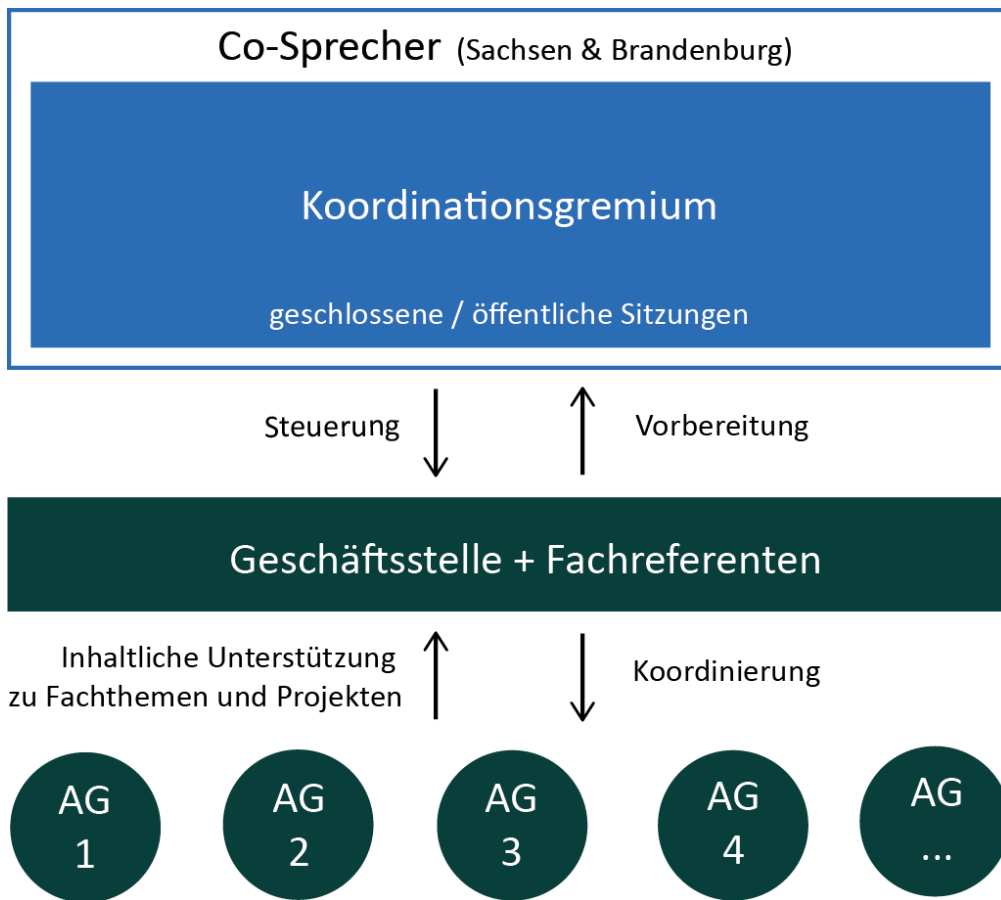 Co-Sprecher (Sachsen & Brandenburg)
Koordinationsgremium
geschlossene / öffentliche Sitzungen
Steuerung
Vorbereitung
Geschäftsstelle + Fachreferenten
Inhaltliche Unterstützung
zu Fachthemen und Projekten
Koordinierung
AG
1
AG
2
AG
3
AG
4
AG
...